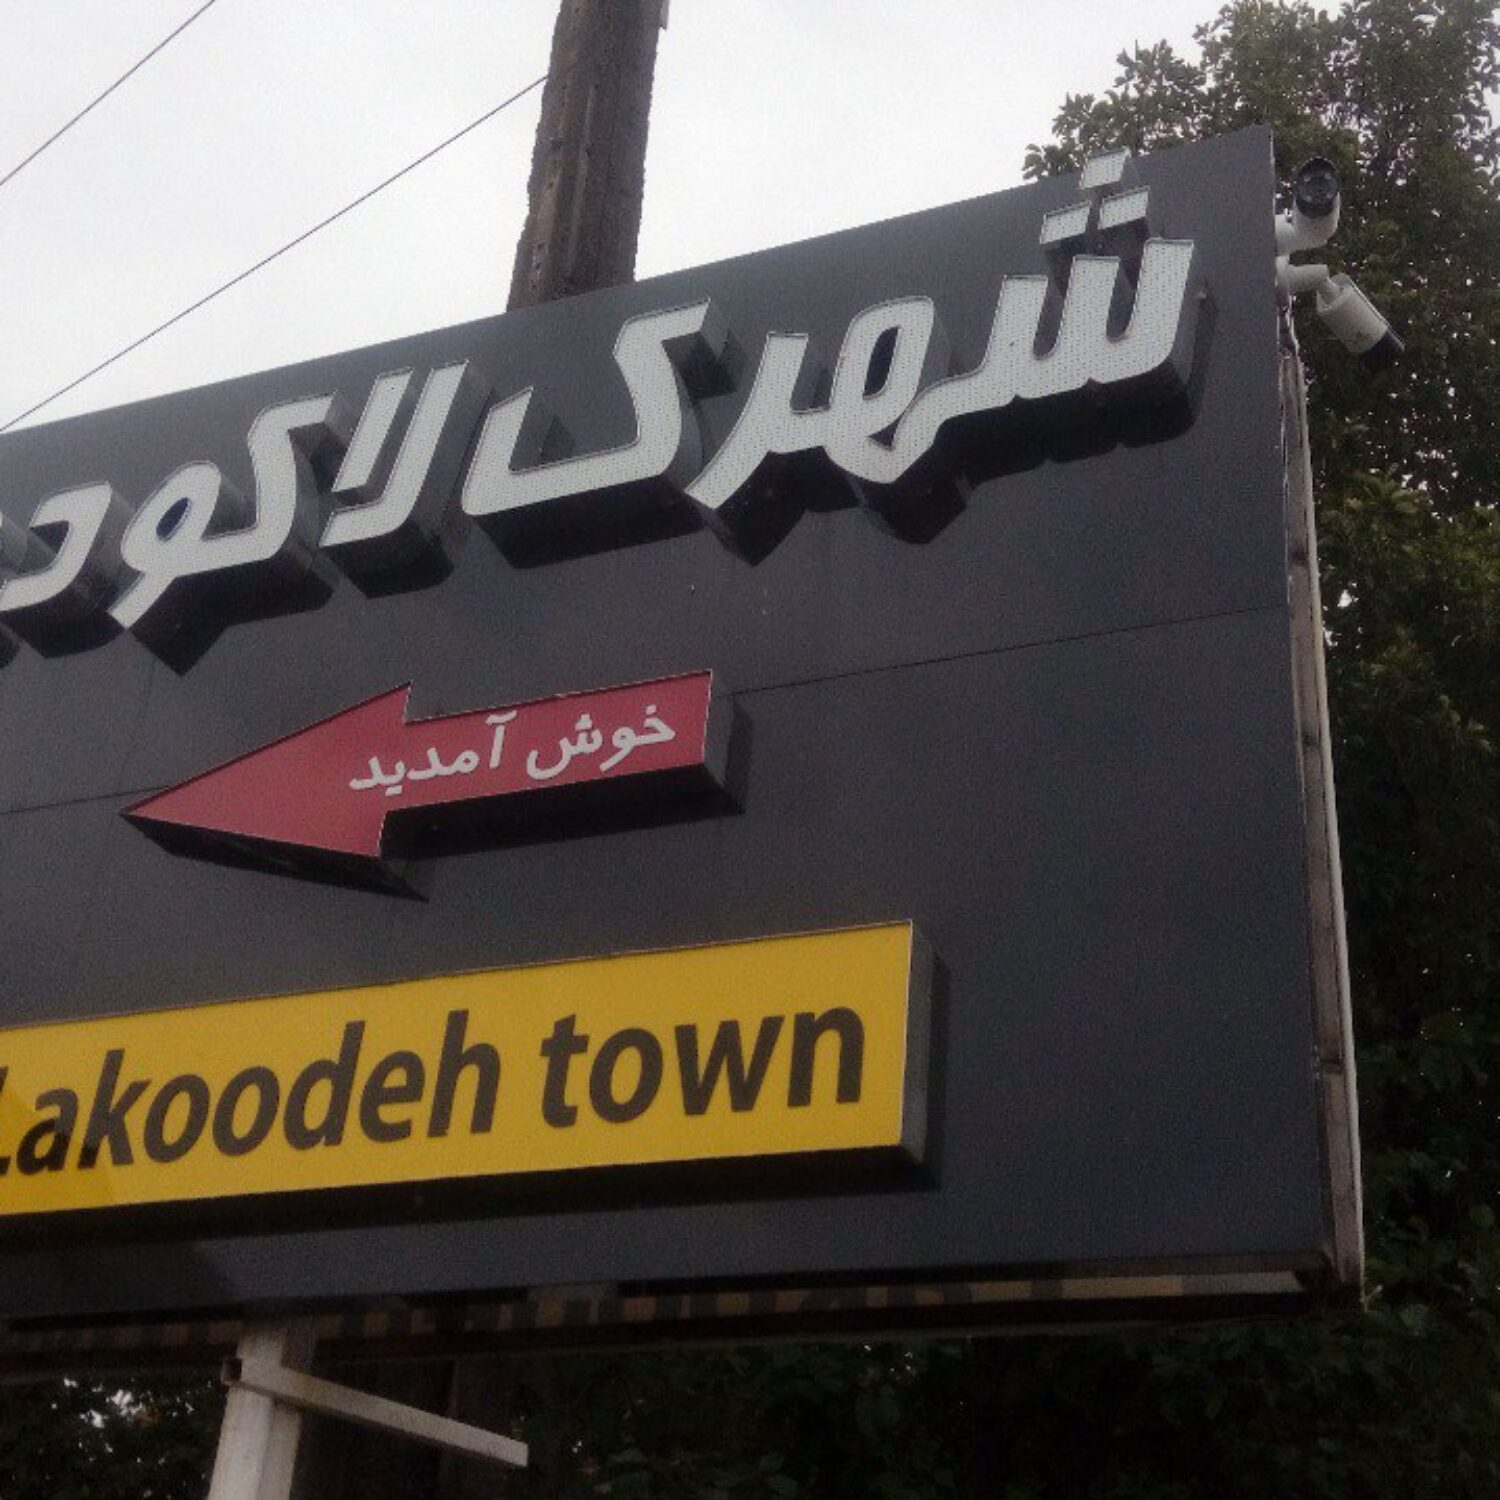 شهرک لاکود
خوش آمدید
Lakoodeh town